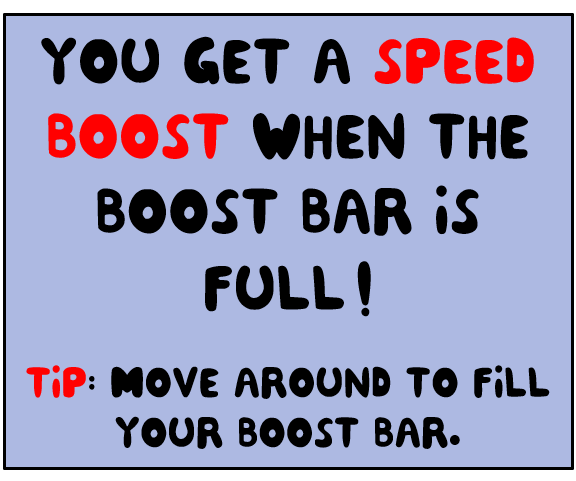 YOU GET A SPEED
BOOST WHEN THE
BOOST BAR iS
FULL!
TiP: MOVE AROUND TO FiLL
YOUR BOOST BAR.